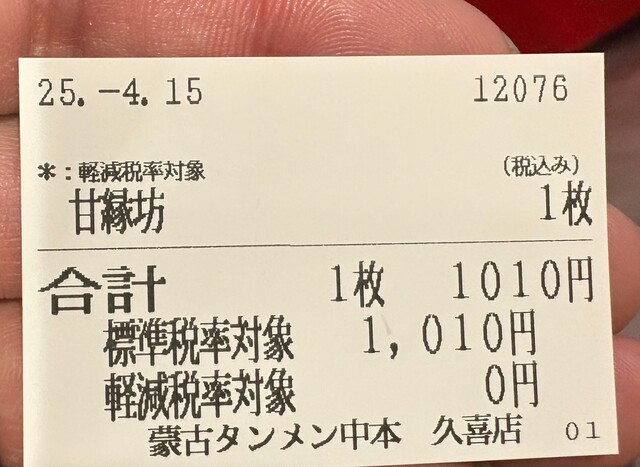 25.-4.15 12076
*:軽減税率対象 (税込み)
甘縁坊 1枚
合計 1枚 1010円
標準税率対象 1,010円
軽減税率対象 0円
蒙古タンメン中本 久喜店 01